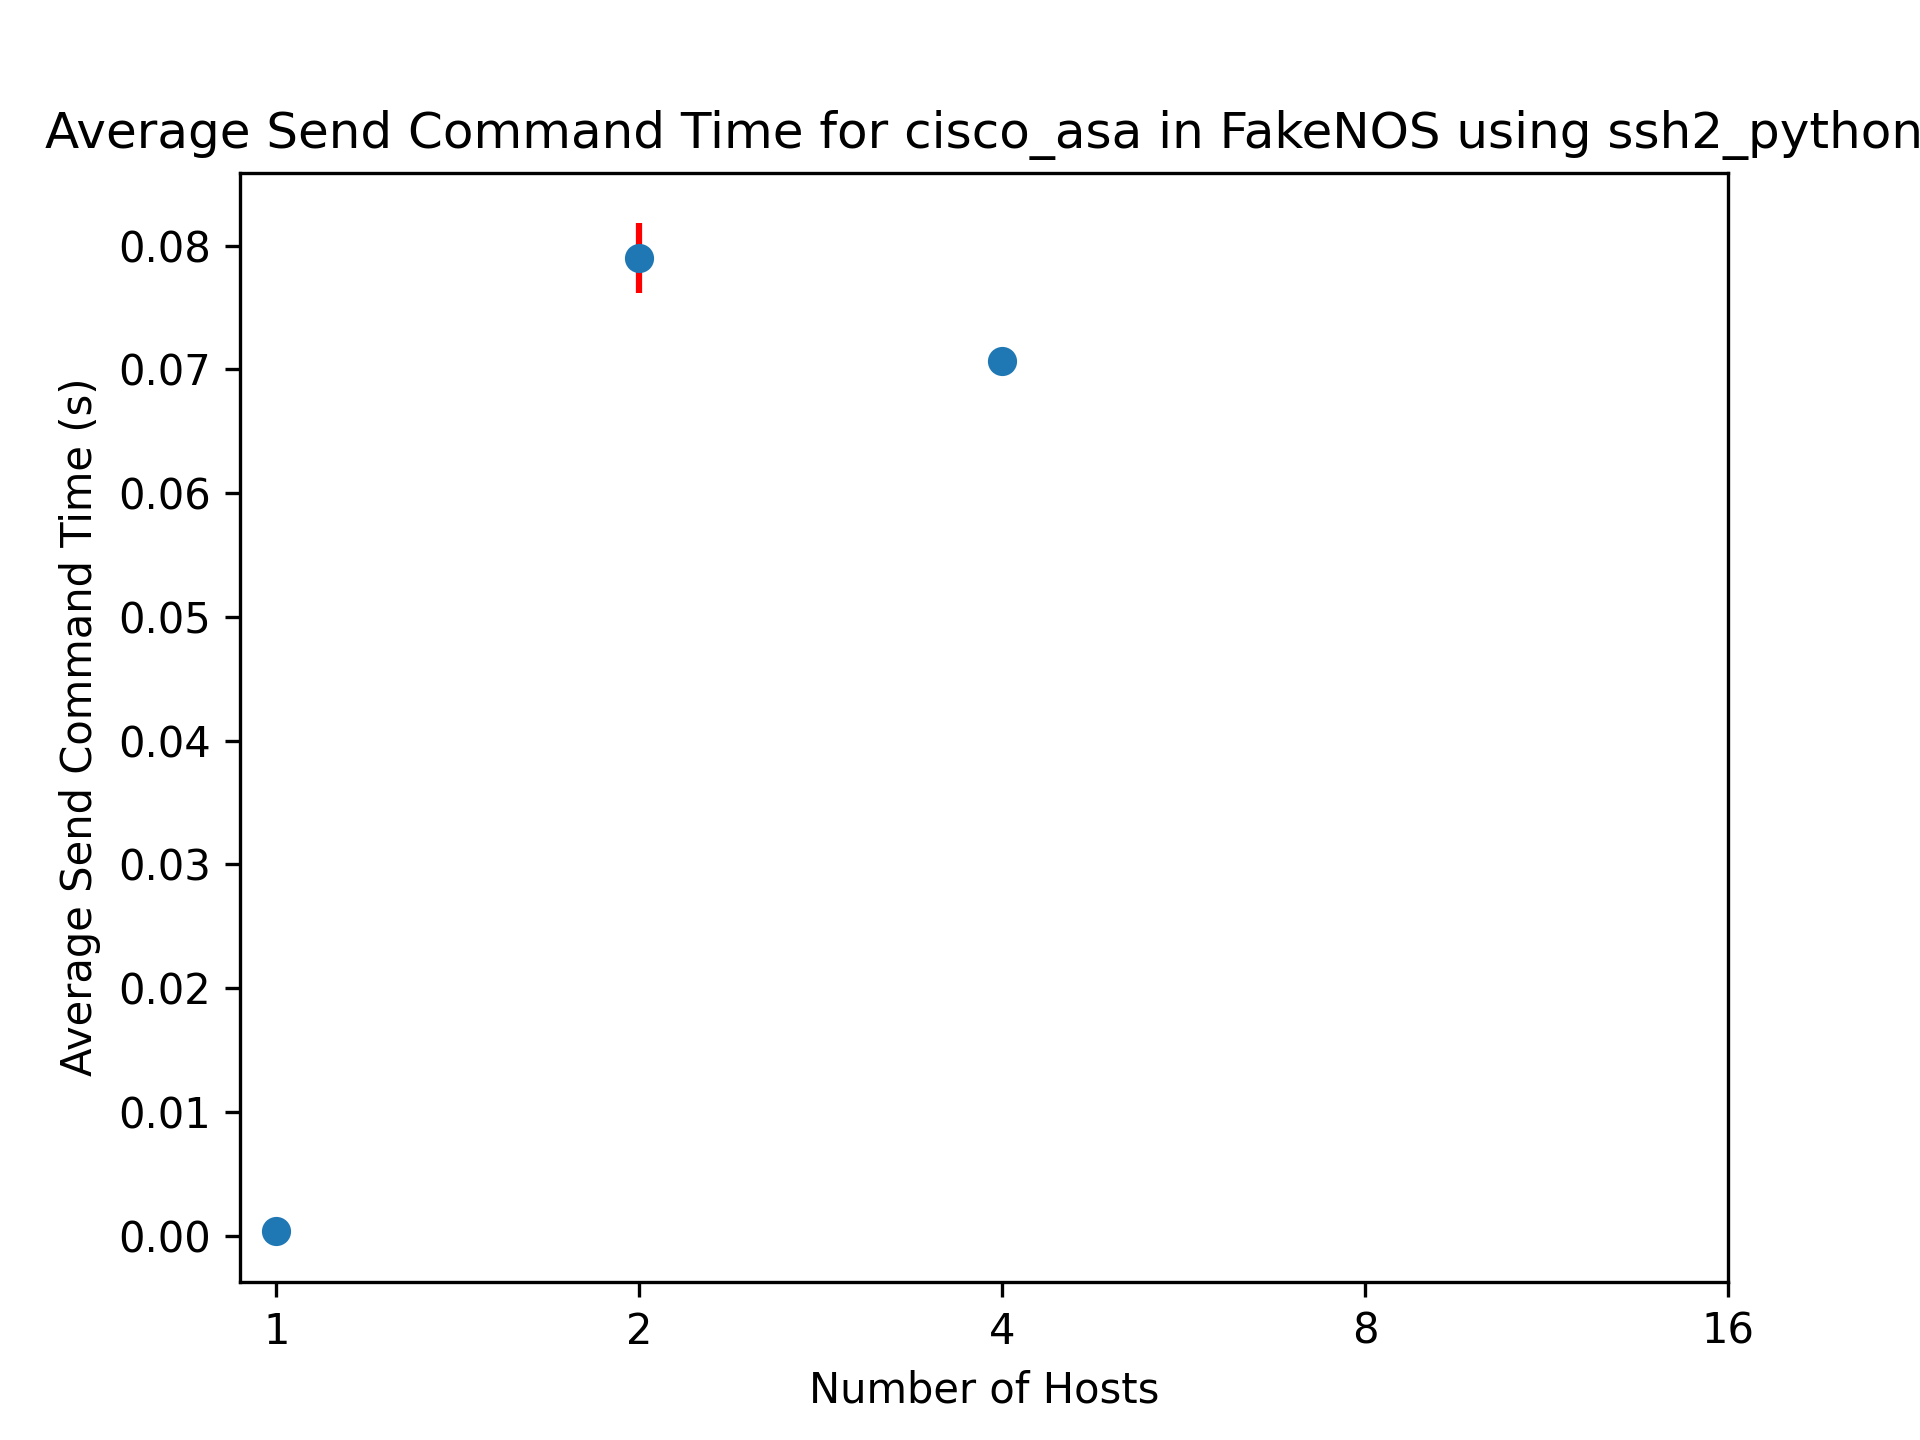 Average Send Command Time for cisco_asa in FakeNOS using ssh2_python
Average Send Command Time (s)
0.08
0.07
0.06
0.05
0.04
0.03
0.02
0.01
0.00
1 2 4 8 16
Number of Hosts